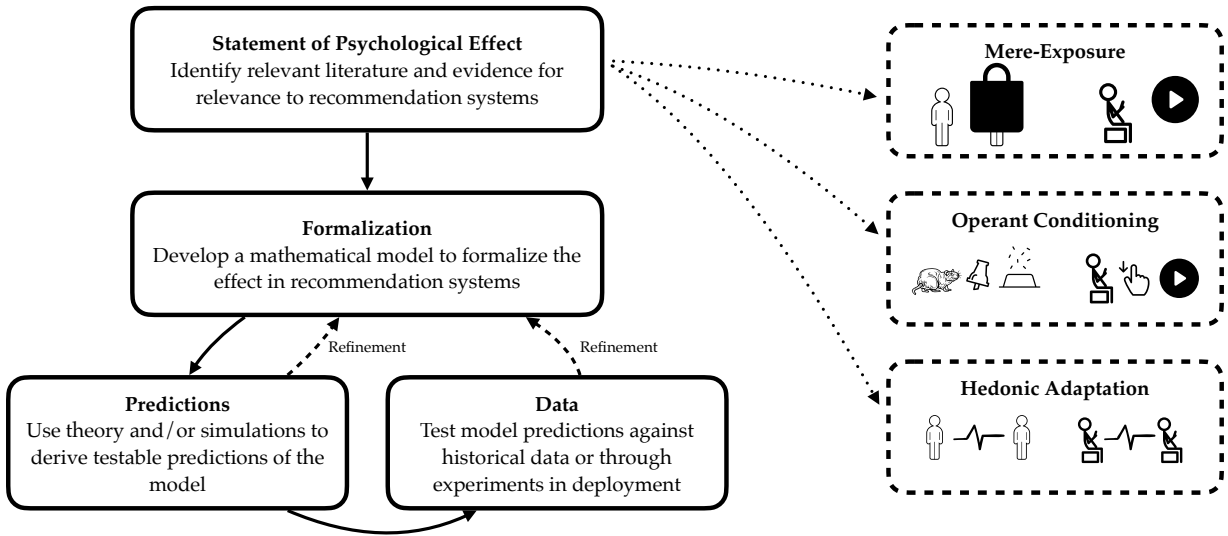 Statement of Psychological Effect
Identify relevant literature and evidence for
relevance to recommendation systems
Formalization
Develop a mathematical model to formalize the
effect in recommendation systems
Refinement
Refinement
Predictions
Use theory and/or simulations to
derive testable predictions of the
model
Data
Test model predictions against
historical data or through
experiments in deployment
Mere-Exposure
Operant Conditioning
Hedonic Adaptation